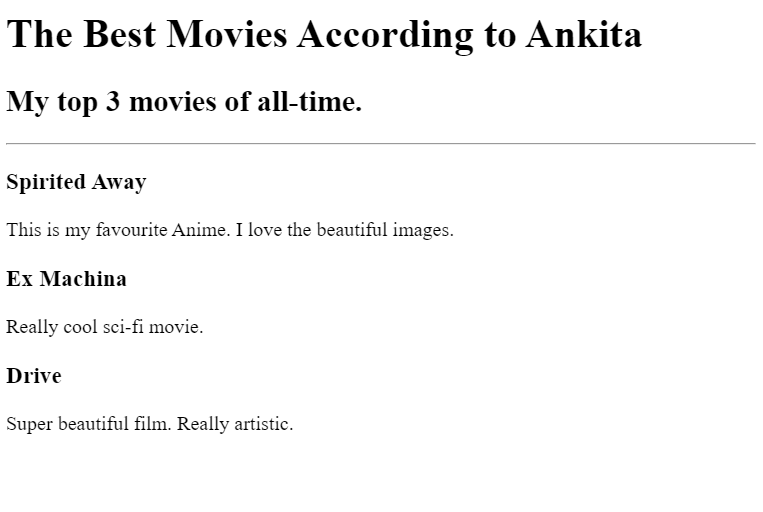 The Best Movies According to Ankita
My top 3 movies of all-time.
Spirited Away
This is my favourite Anime. I love the beautiful images.
Ex Machina
Really cool sci-fi movie.
Drive
Super beautiful film. Really artistic.